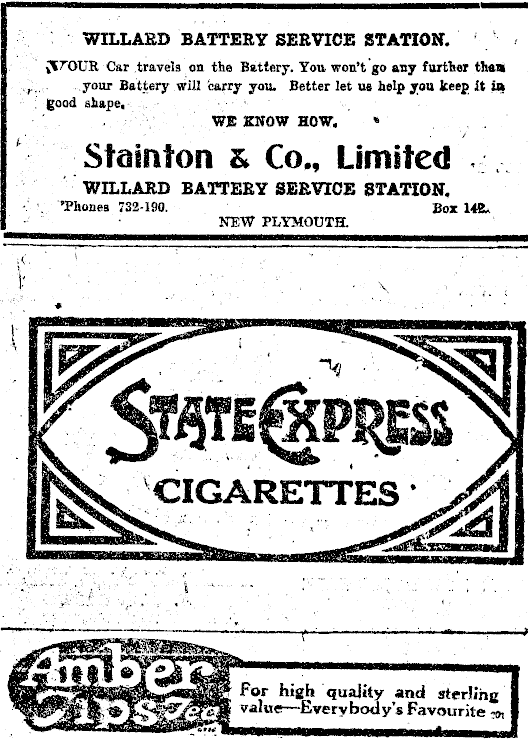 WILLARD BATTERY SERVICE STATION.
YOUR Car travels on the Battery. You won't go any further than
your Battery will carry you. Better let us help you keep it in
good shape.
WE KNOW HOW.
Stainton & Co., Limited
WILLARD BATTERY SERVICE STATION.
'Phones 732-190. Box 142.
NEW PLYMOUTH.
STATE EXPRESS
CIGARETTES
Amber
Tips Tea
For high quality and sterling
value—Everybody's Favourite